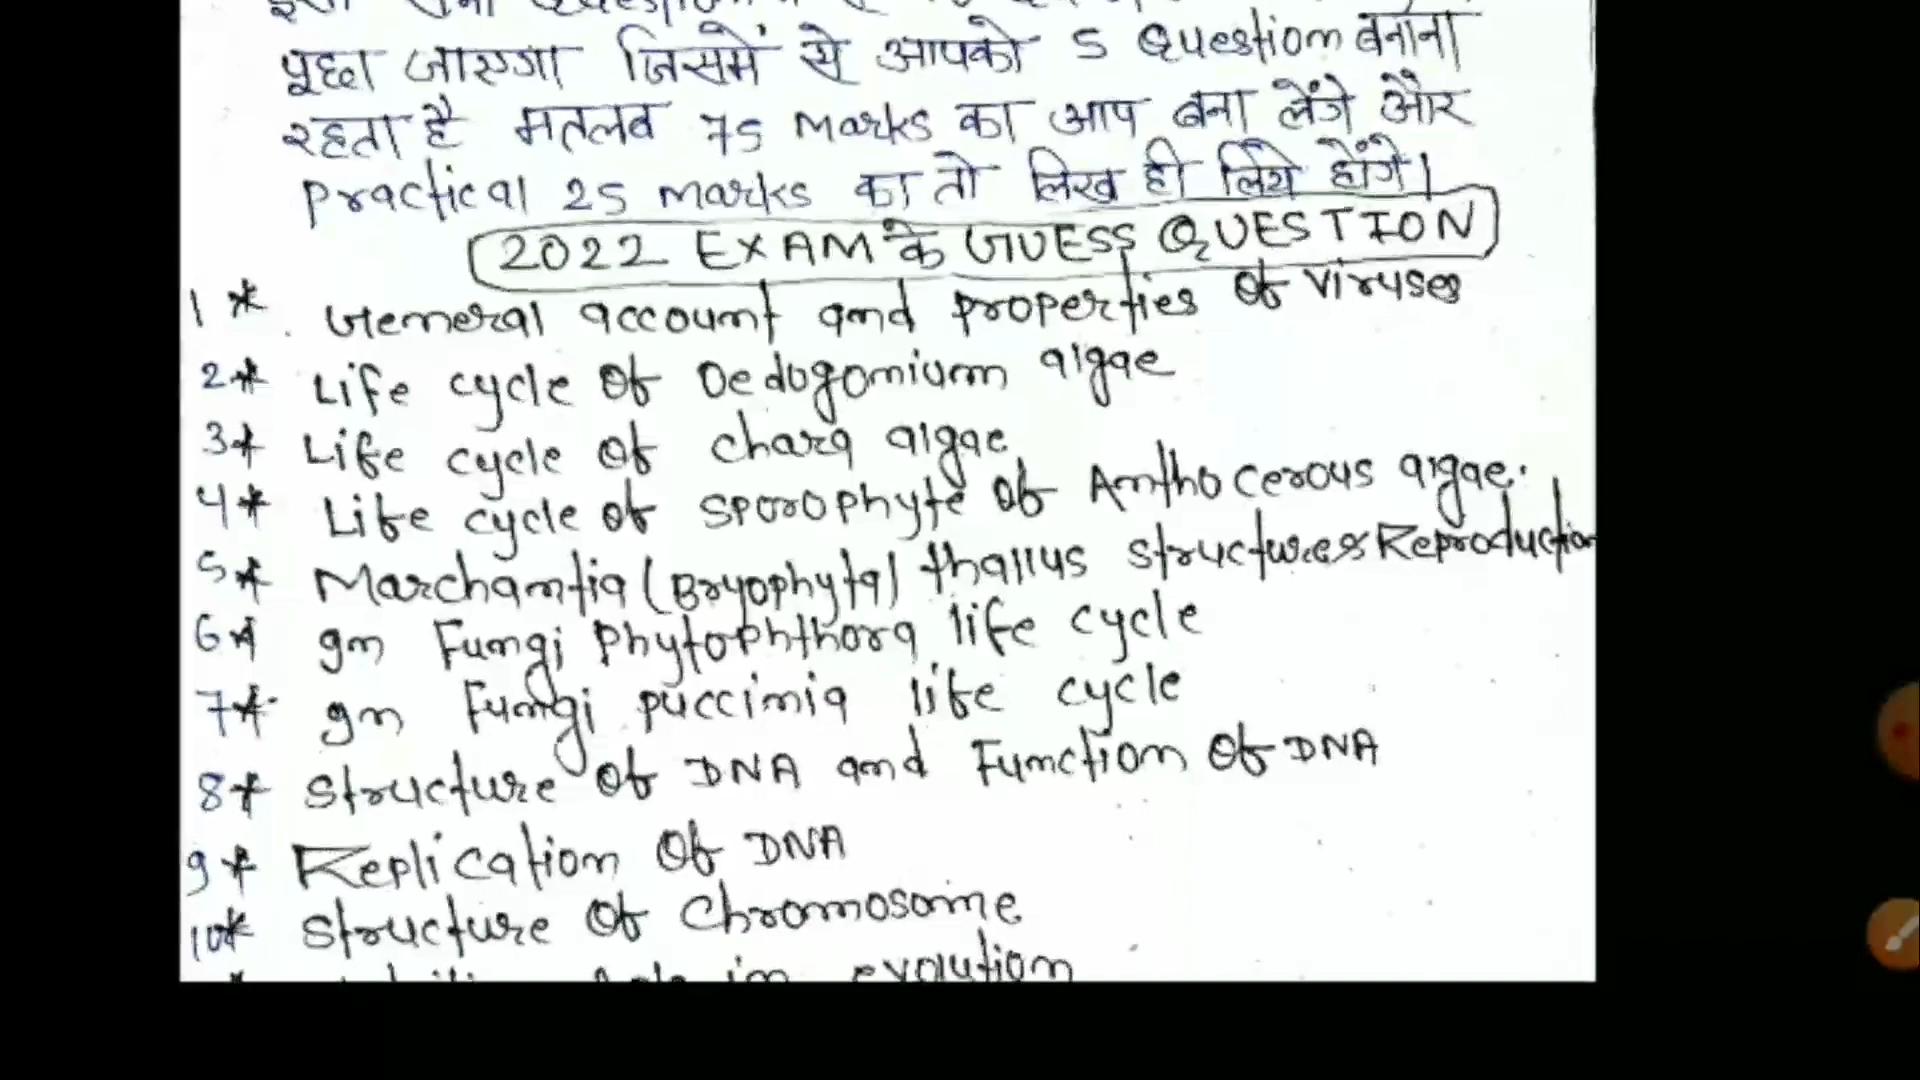 पूछा जाएगा जिसमें से आपको 5 Question बनाना
रहता है मतलब 75 Marks का आप बना लेंगे और
Practical 25 marks का तो लिख ही लिये होंगे।
2022 EXAM के GUESS QUESTION
1* General account and properties of viruses
2* Life cycle of Oedogonium algae
3* Life cycle of chara algae
4* Life cycle of sporophyte of Anthocerous algae.
5* Marchantia (Bryophyta) thallus structure & Reproduction
6* gn Fungi Phytophthora life cycle
7* gn Fungi puccinia life cycle
8* structure of DNA and Function of DNA
9* Replication of DNA
10* structure of Chromosome
in evolution